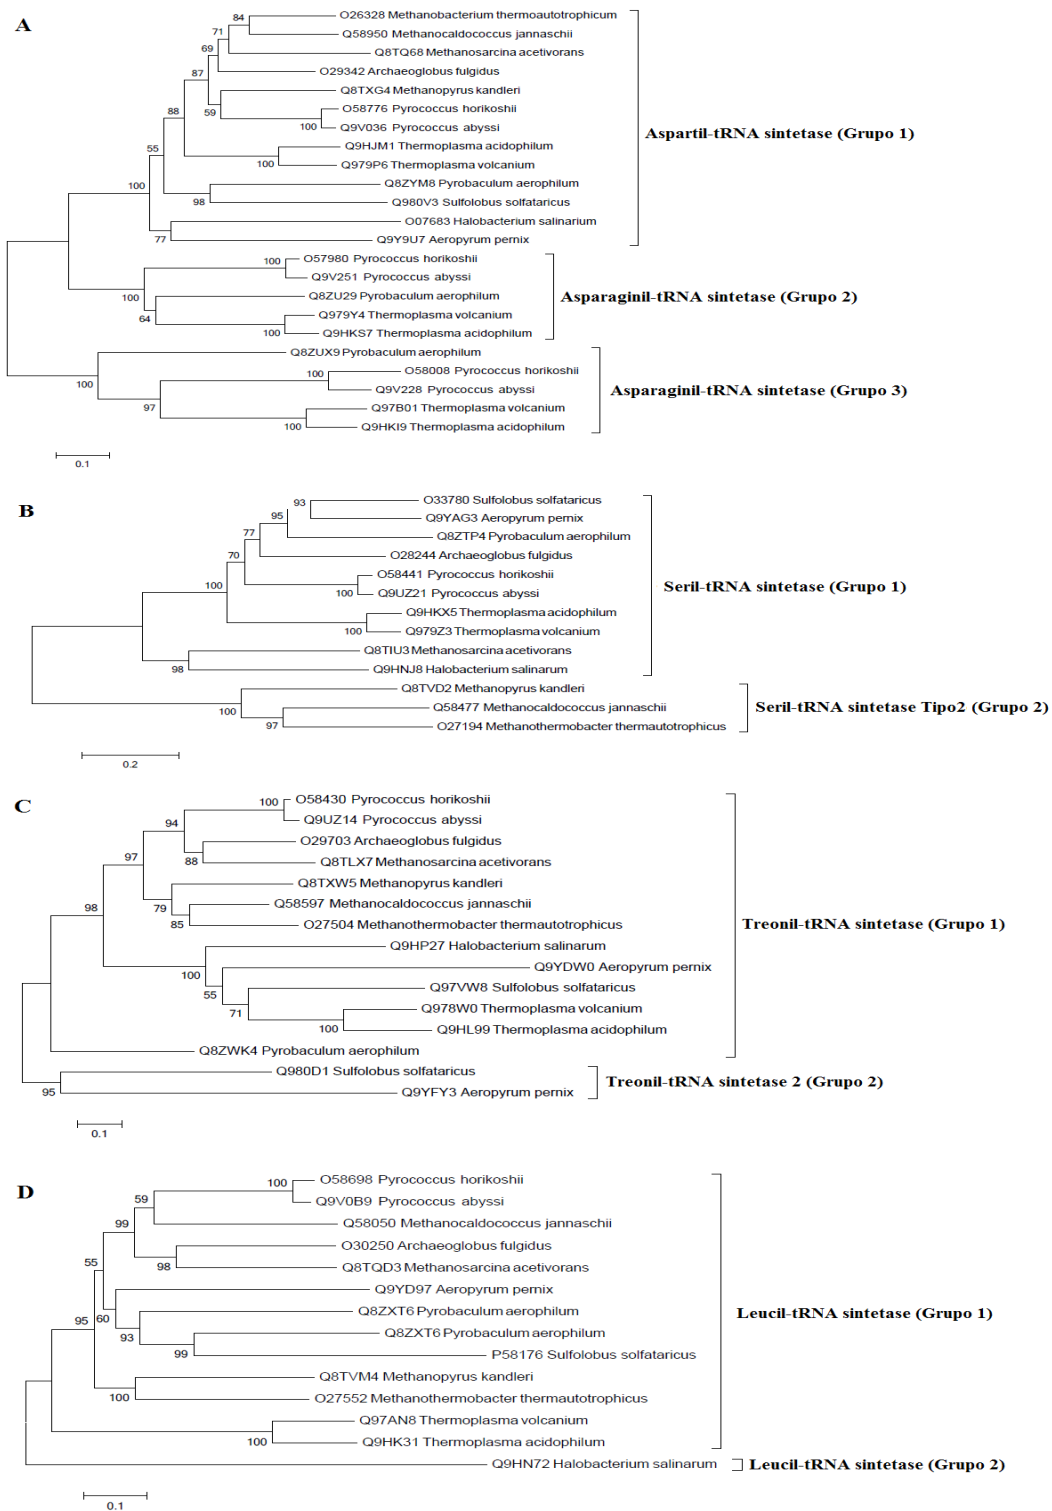 A
84
O26328 Methanobacterium thermoautotrophicum
71
Q58950 Methanocaldococcus jannaschii
69
Q8TQ68 Methanosarcina acetivorans
87
O29342 Archaeoglobus fulgidus
Q8TXG4 Methanopyrus kandleri
88
59
O58776 Pyrococcus horikoshii
100
Q9V036 Pyrococcus abyssi
Aspartil-tRNA sintetase (Grupo 1)
55
Q9HJM1 Thermoplasma acidophilum
100
Q979P6 Thermoplasma volcanium
100
Q8ZYM8 Pyrobaculum aerophilum
98
Q980V3 Sulfolobus solfataricus
O07683 Halobacterium salinarium
77
Q9Y9U7 Aeropyrum pernix
100
O57980 Pyrococcus horikoshii
Q9V251 Pyrococcus abyssi
100
Q8ZU29 Pyrobaculum aerophilum
Asparaginil-tRNA sintetase (Grupo 2)
64
Q979Y4 Thermoplasma volcanium
100
Q9HKS7 Thermoplasma acidophilum
Q8ZUX9 Pyrobaculum aerophilum
100
100
O58008 Pyrococcus horikoshii
Q9V228 Pyrococcus abyssi
Asparaginil-tRNA sintetase (Grupo 3)
97
Q97B01 Thermoplasma volcanium
100
Q9HKI9 Thermoplasma acidophilum
0.1
B
93
O33780 Sulfolobus solfataricus
95
Q9YAG3 Aeropyrum pernix
77
Q8ZTP4 Pyrobaculum aerophilum
70
O28244 Archaeoglobus fulgidus
100
O58441 Pyrococcus horikoshii
100
Q9UZ21 Pyrococcus abyssi
Seril-tRNA sintetase (Grupo 1)
Q9HKX5 Thermoplasma acidophilum
100
Q979Z3 Thermoplasma volcanium
Q8TIU3 Methanosarcina acetivorans
98
Q9HNJ8 Halobacterium salinarum
Q8TVD2 Methanopyrus kandleri
100
Q58477 Methanocaldococcus jannaschii
Seril-tRNA sintetase Tipo2 (Grupo 2)
97
O27194 Methanothermobacter thermautotrophicus
0.2
C
100
O58430 Pyrococcus horikoshii
94
Q9UZ14 Pyrococcus abyssi
97
O29703 Archaeoglobus fulgidus
88
Q8TLX7 Methanosarcina acetivorans
Q8TXW5 Methanopyrus kandleri
98
79
Q58597 Methanocaldococcus jannaschii
85
O27504 Methanothermobacter thermautotrophicus
Treonil-tRNA sintetase (Grupo 1)
Q9HP27 Halobacterium salinarum
100
Q9YDW0 Aeropyrum pernix
55
Q97VW8 Sulfolobus solfataricus
71
Q978W0 Thermoplasma volcanium
100
Q9HL99 Thermoplasma acidophilum
Q8ZWK4 Pyrobaculum aerophilum
Q980D1 Sulfolobus solfataricus
95
Q9YFY3 Aeropyrum pernix
Treonil-tRNA sintetase 2 (Grupo 2)
0.1
D
100
O58698 Pyrococcus horikoshii
59
Q9V0B9 Pyrococcus abyssi
99
Q58050 Methanocaldococcus jannaschii
55
O30250 Archaeoglobus fulgidus
98
Q8TQD3 Methanosarcina acetivorans
Q9YD97 Aeropyrum pernix
95
60
Q8ZXT6 Pyrobaculum aerophilum
Leucil-tRNA sintetase (Grupo 1)
93
Q8ZXT6 Pyrobaculum aerophilum
99
P58176 Sulfolobus solfataricus
Q8TVM4 Methanopyrus kandleri
100
O27552 Methanothermobacter thermautotrophicus
Q97AN8 Thermoplasma volcanium
100
Q9HK31 Thermoplasma acidophilum
Q9HN72 Halobacterium salinarum
Leucil-tRNA sintetase (Grupo 2)
0.1